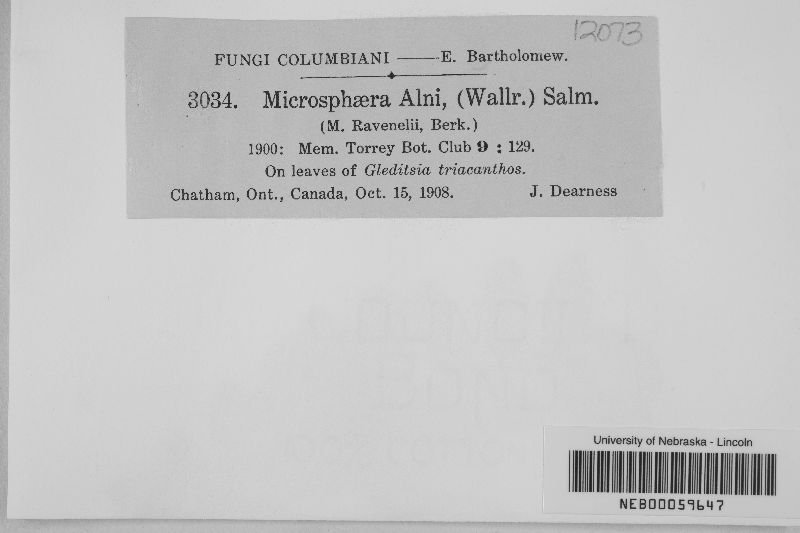 12073
FUNGI COLUMBIANI —— E. Bartholomew.
3034. Microsphæra Alni, (Wallr.) Salm.
(M. Ravenelii, Berk.)
1900: Mem. Torrey Bot. Club 9 : 129.
On leaves of Gleditsia triacanthos.
Chatham, Ont., Canada, Oct. 15, 1908. J. Dearness
University of Nebraska - Lincoln
NEB00059647